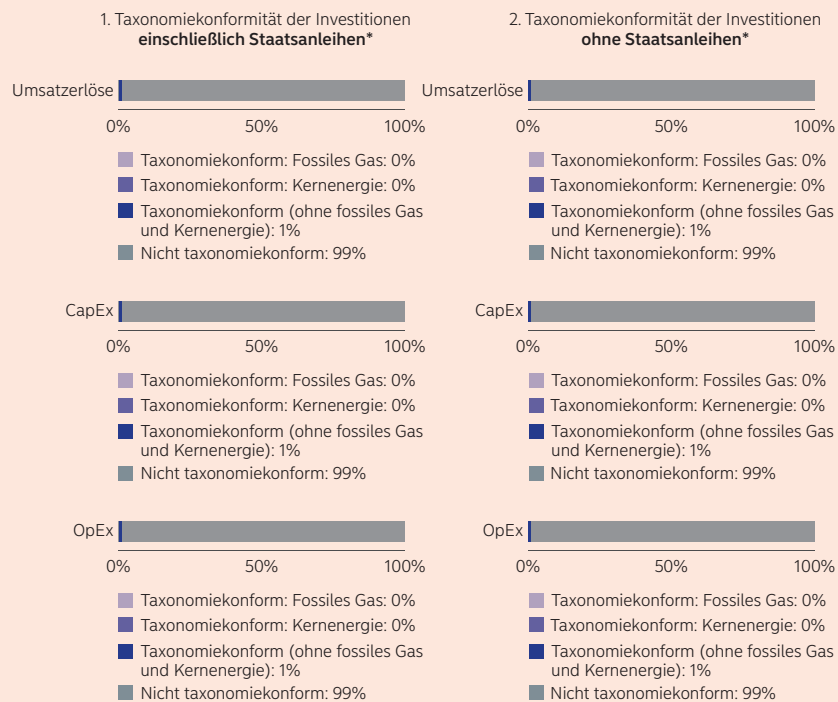 1. Taxonomiekonformität der Investitionen
einschließlich Staatsanleihen*
Umsatzerlöse
0% 50% 100%
Taxonomiekonform: Fossiles Gas: 0%
Taxonomiekonform: Kernenergie: 0%
Taxonomiekonform (ohne fossiles Gas
und Kernenergie): 1%
Nicht taxonomiekonform: 99%
CapEx
0% 50% 100%
Taxonomiekonform: Fossiles Gas: 0%
Taxonomiekonform: Kernenergie: 0%
Taxonomiekonform (ohne fossiles Gas
und Kernenergie): 1%
Nicht taxonomiekonform: 99%
OpEx
0% 50% 100%
Taxonomiekonform: Fossiles Gas: 0%
Taxonomiekonform: Kernenergie: 0%
Taxonomiekonform (ohne fossiles Gas
und Kernenergie): 1%
Nicht taxonomiekonform: 99%
2. Taxonomiekonformität der Investitionen
ohne Staatsanleihen*
Umsatzerlöse
0% 50% 100%
Taxonomiekonform: Fossiles Gas: 0%
Taxonomiekonform: Kernenergie: 0%
Taxonomiekonform (ohne fossiles Gas
und Kernenergie): 1%
Nicht taxonomiekonform: 99%
CapEx
0% 50% 100%
Taxonomiekonform: Fossiles Gas: 0%
Taxonomiekonform: Kernenergie: 0%
Taxonomiekonform (ohne fossiles Gas
und Kernenergie): 1%
Nicht taxonomiekonform: 99%
OpEx
0% 50% 100%
Taxonomiekonform: Fossiles Gas: 0%
Taxonomiekonform: Kernenergie: 0%
Taxonomiekonform (ohne fossiles Gas
und Kernenergie): 1%
Nicht taxonomiekonform: 99%